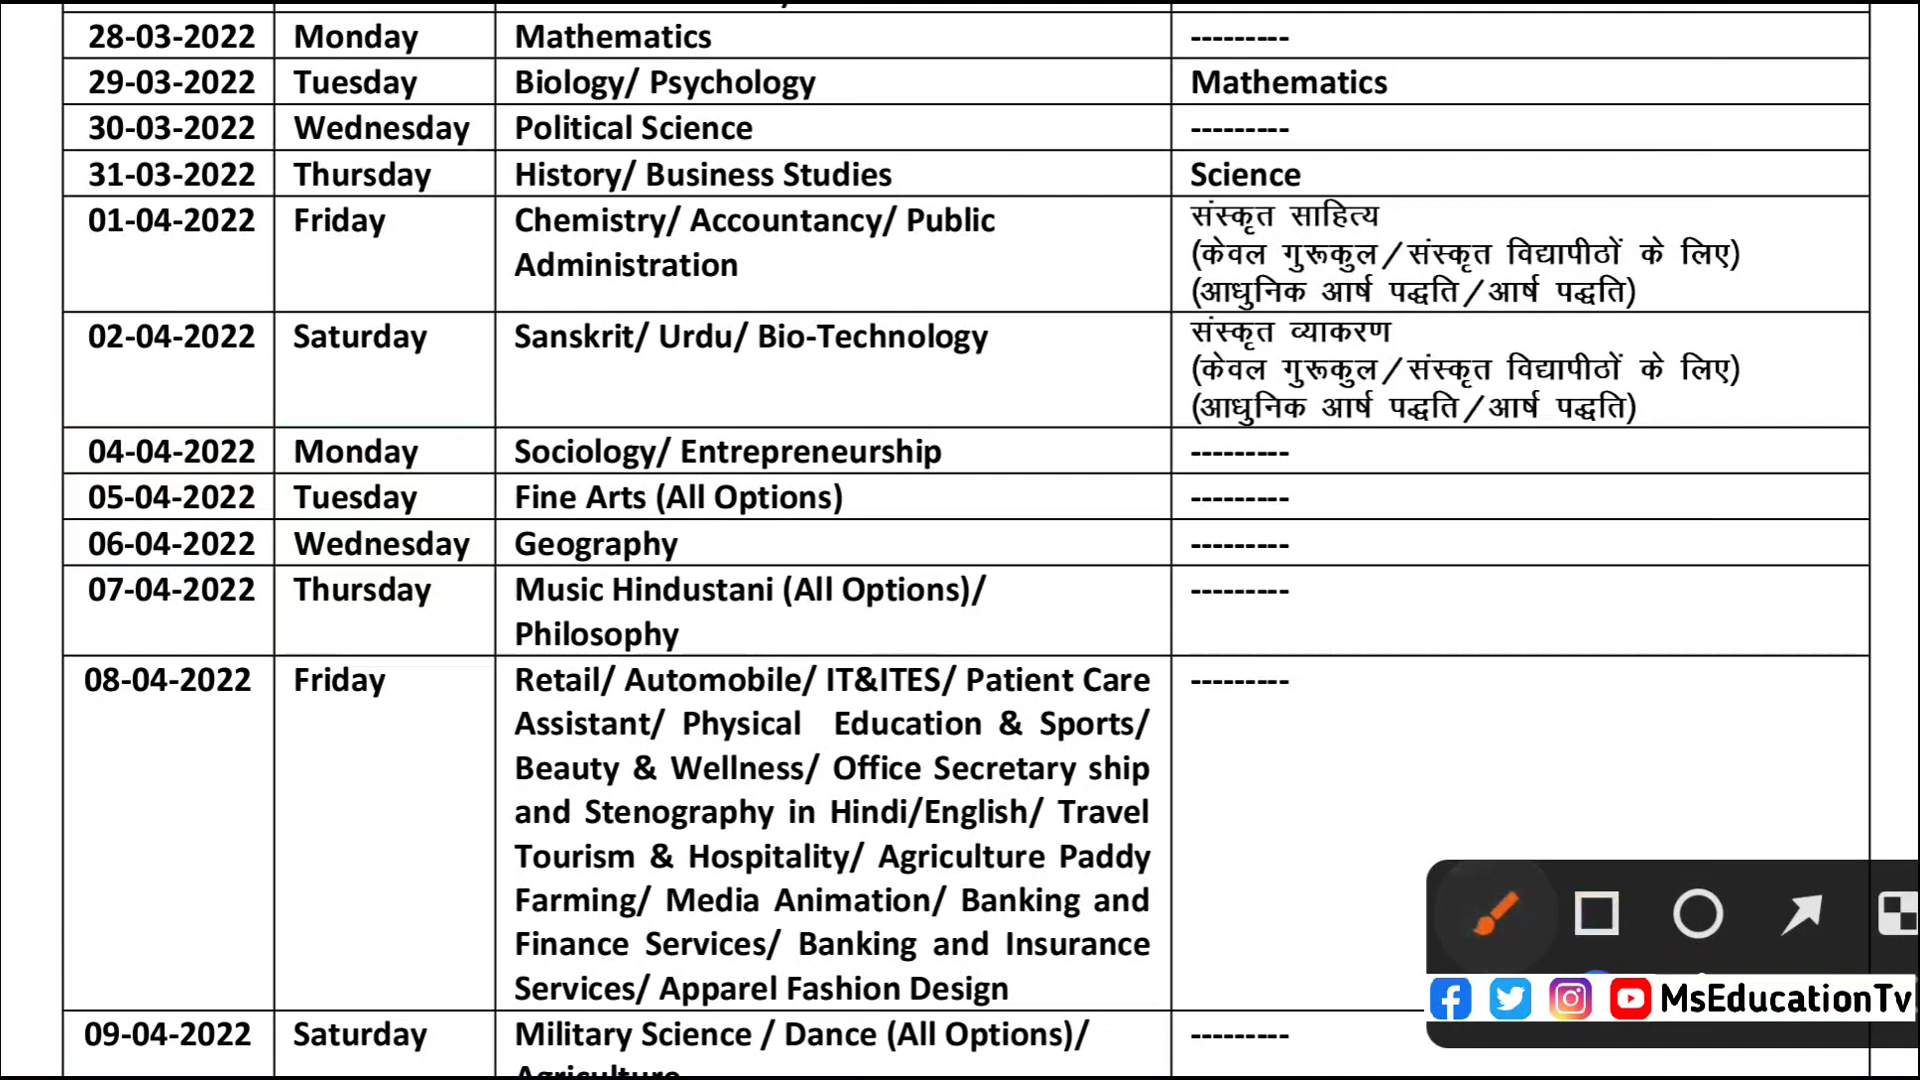 28-03-2022 Monday Mathematics ---------
29-03-2022 Tuesday Biology/ Psychology Mathematics
30-03-2022 Wednesday Political Science ---------
31-03-2022 Thursday History/ Business Studies Science
01-04-2022 Friday Chemistry/ Accountancy/ Public संस्कृत साहित्य
Administration (केवल गुरूकुल/संस्कृत विद्यापीठों के लिए)
(आधुनिक आर्ष पद्धति/आर्ष पद्धति)
02-04-2022 Saturday Sanskrit/ Urdu/ Bio-Technology संस्कृत व्याकरण
(केवल गुरूकुल/संस्कृत विद्यापीठों के लिए)
(आधुनिक आर्ष पद्धति/आर्ष पद्धति)
04-04-2022 Monday Sociology/ Entrepreneurship ---------
05-04-2022 Tuesday Fine Arts (All Options) ---------
06-04-2022 Wednesday Geography ---------
07-04-2022 Thursday Music Hindustani (All Options)/ ---------
Philosophy
08-04-2022 Friday Retail/ Automobile/ IT&ITES/ Patient Care ---------
Assistant/ Physical Education & Sports/
Beauty & Wellness/ Office Secretary ship
and Stenography in Hindi/English/ Travel
Tourism & Hospitality/ Agriculture Paddy
Farming/ Media Animation/ Banking and
Finance Services/ Banking and Insurance
Services/ Apparel Fashion Design
MsEducationTv
09-04-2022 Saturday Military Science / Dance (All Options)/ ---------
Agriculture